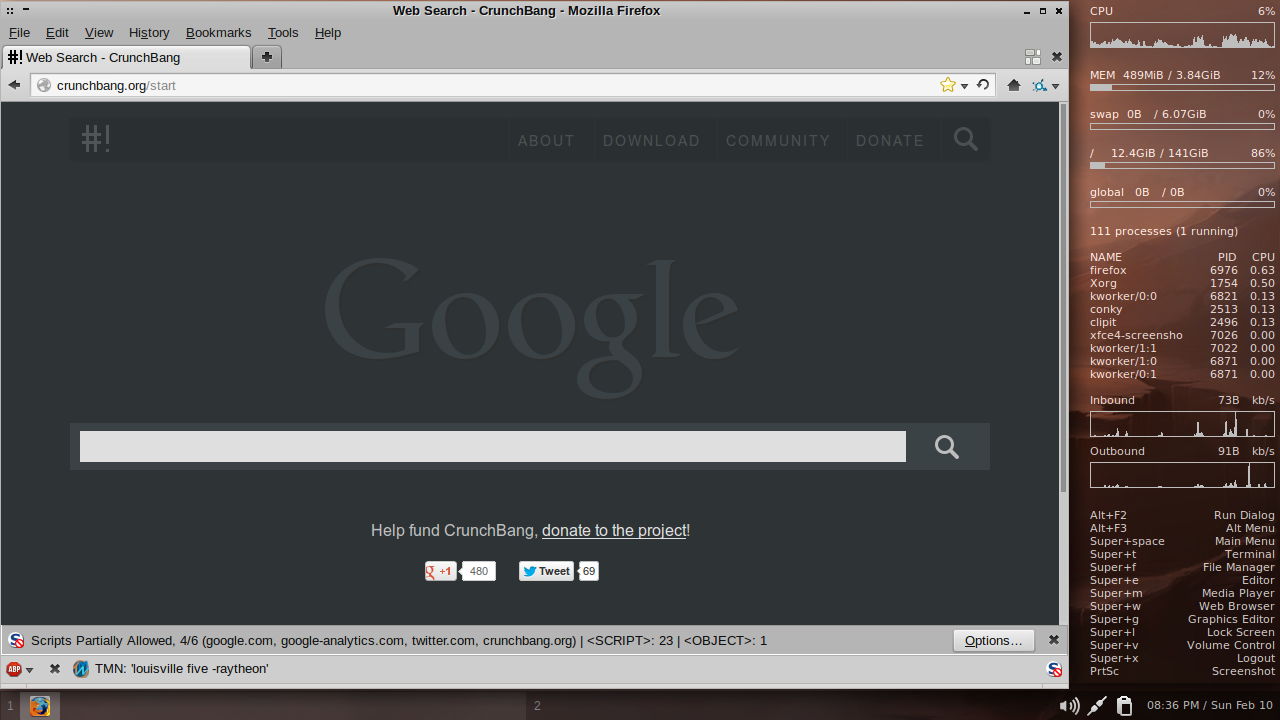 Web Search - CrunchBang - Mozilla Firefox
File Edit View History Bookmarks Tools Help
#! Web Search - CrunchBang
crunchbang.org/start
#! ABOUT DOWNLOAD COMMUNITY DONATE
Google
Help fund CrunchBang, donate to the project!
g +1 480 Tweet 69
Scripts Partially Allowed, 4/6 (google.com, google-analytics.com, twitter.com, crunchbang.org) | <SCRIPT>: 23 | <OBJECT>: 1 Options...
ABP TMN: 'louisville five -raytheon'
CPU 6%
MEM 489MiB / 3.84GiB 12%
swap 0B / 6.07GiB 0%
/ 12.4GiB / 141GiB 86%
global 0B / 0B 0%
111 processes (1 running)
NAME PID CPU
firefox 6976 0.63
Xorg 1754 0.50
kworker/0:0 6821 0.13
conky 2513 0.13
clipit 2496 0.13
xfce4-screensho 7026 0.00
kworker/1:1 7022 0.00
kworker/1:0 6871 0.00
kworker/0:1 6871 0.00
Inbound 73B kb/s
Outbound 91B kb/s
Alt+F2 Run Dialog
Alt+F3 Alt Menu
Super+space Main Menu
Super+t Terminal
Super+f File Manager
Super+e Editor
Super+m Media Player
Super+w Web Browser
Super+g Graphics Editor
Super+l Lock Screen
Super+v Volume Control
Super+x Logout
PrtSc Screenshot
1 2 08:36 PM / Sun Feb 10